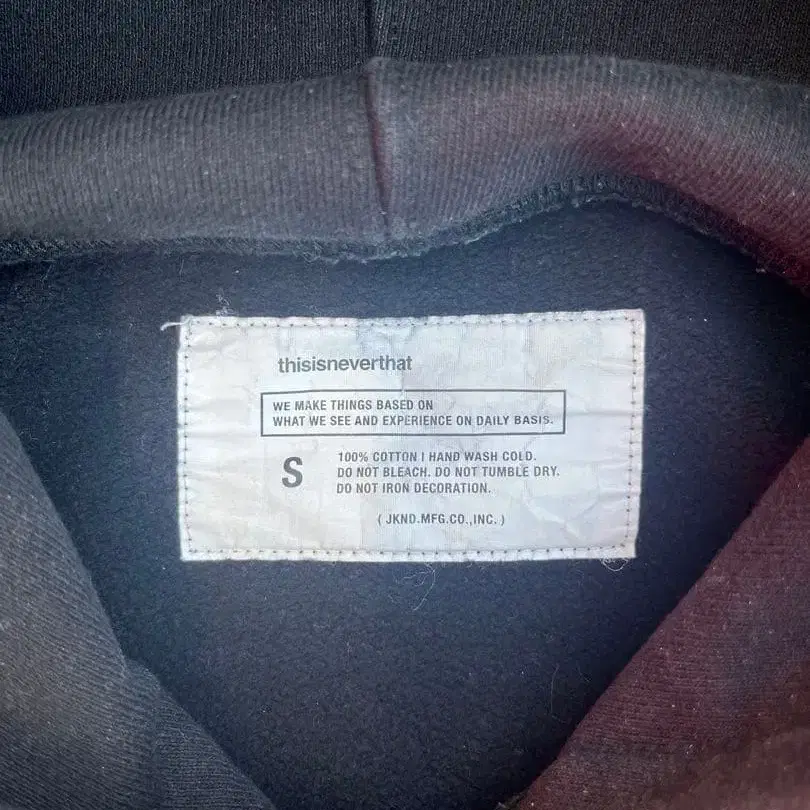 thisisneverthat
WE MAKE THINGS BASED ON
WHAT WE SEE AND EXPERIENCE ON DAILY BASIS.
S
100% COTTON I HAND WASH COLD.
DO NOT BLEACH. DO NOT TUMBLE DRY.
DO NOT IRON DECORATION.
( JKND.MFG.CO.,INC. )